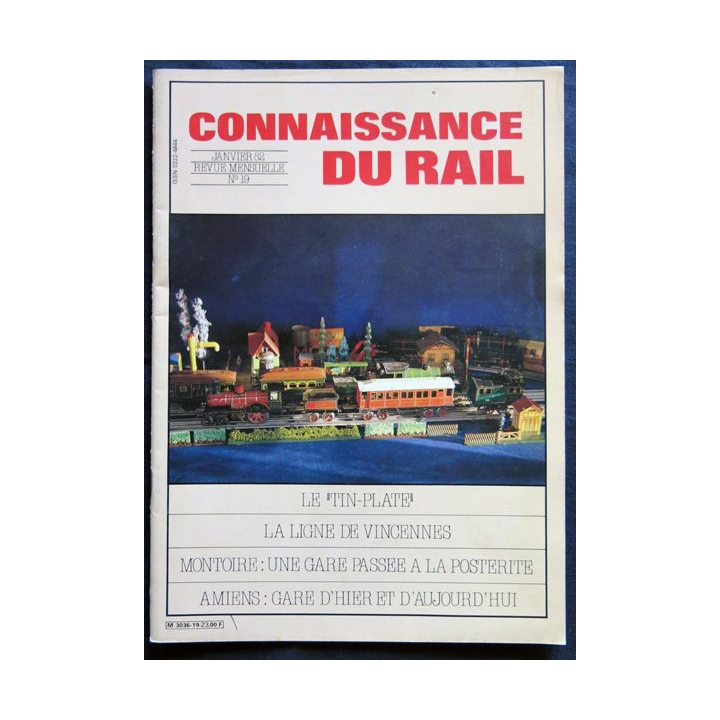 ISSN 0222-4844
CONNAISSANCE
DU RAIL
JANVIER 82
REVUE MENSUELLE
N° 19
LE "TIN-PLATE"
LA LIGNE DE VINCENNES
MONTOIRE : UNE GARE PASSEE A LA POSTERITE
AMIENS : GARE D'HIER ET D'AUJOURD'HUI
M 3036-19-23,00 F